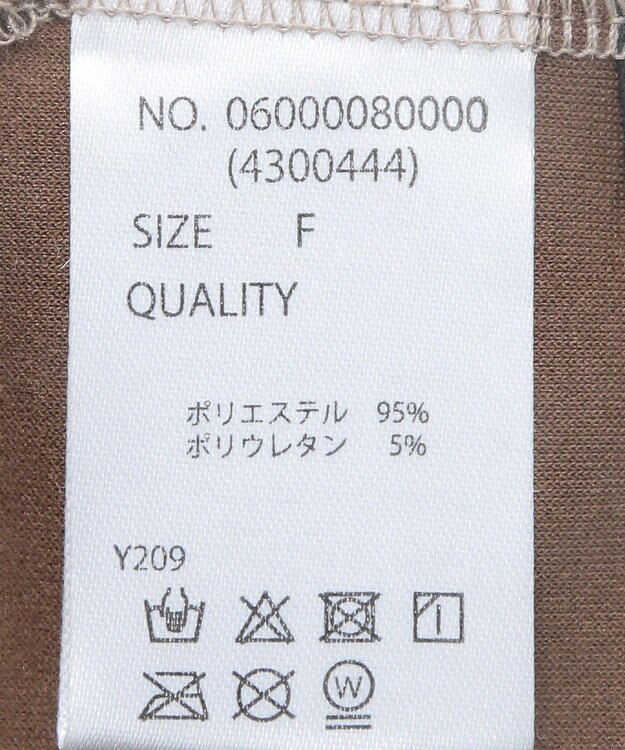 NO. 06000080000
(4300444)
SIZE F
QUALITY
ポリエステル 95%
ポリウレタン 5%
Y209
W